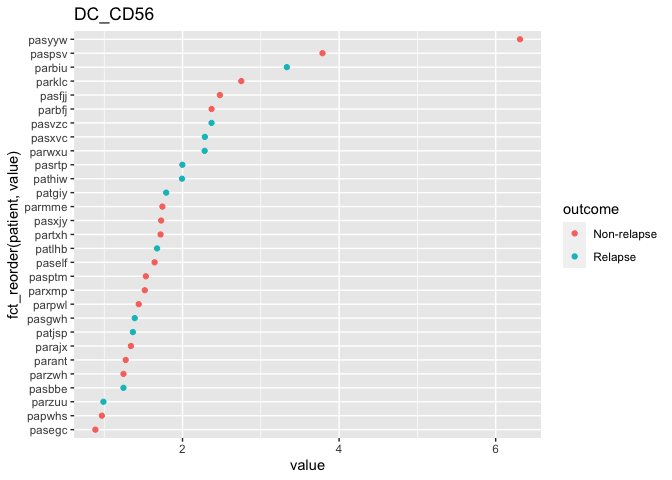 DC_CD56
fct_reorder(patient, value)
pasyyw
paspsv
parbiu
parklc
pasfjj
parbfj
pasvzc
pasxvc
parwxu
pasrtp
pathiw
patgiy
parmme
pasxjy
partxh
patlhb
paself
pasptm
parxmp
parpwl
pasgwh
patjsp
parajx
parant
parzwh
pasbbe
parzuu
papwhs
pasegc
2 4 6
value
outcome
Non-relapse
Relapse